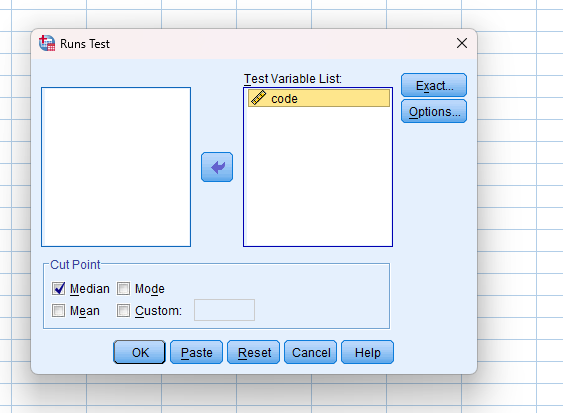 Runs Test
Test Variable List:
code
Exact...
Options...
Cut Point
Median Mode
Mean Custom:
OK Paste Reset Cancel Help